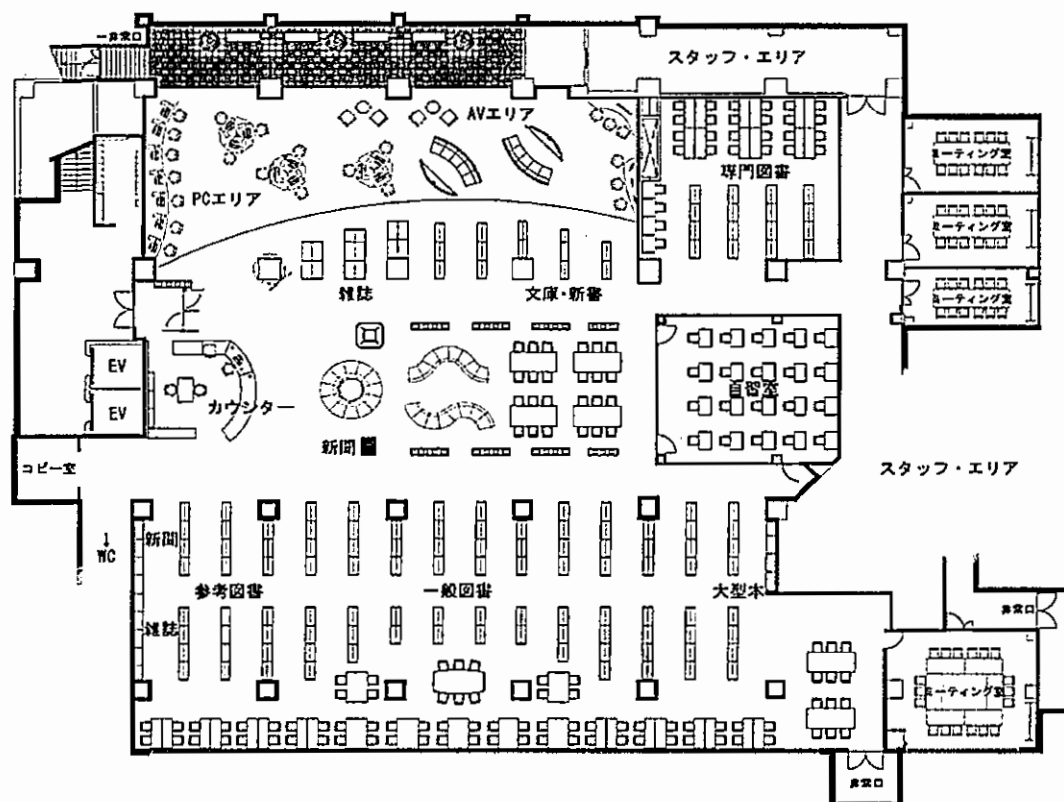 非常口
スタッフ・エリア
AVエリア
PCエリア
専門図書
ミーティング室
ミーティング室
ミーティング室
雑誌
文庫・新書
EV
EV
カウンター
自習室
新聞
コピー室
スタッフ・エリア
↓
WC
新聞
参考図書
一般図書
大型本
雑誌
非常口
ミーティング室
非常口